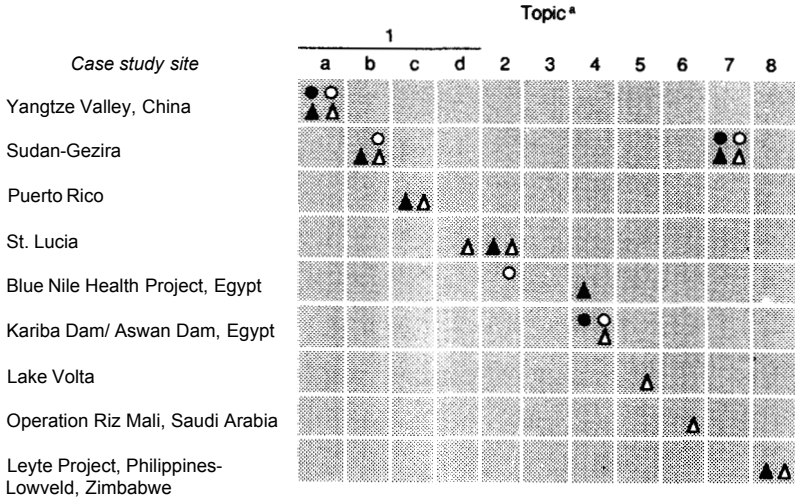 Topic a
1
Case study site a b c d 2 3 4 5 6 7 8
Yangtze Valley, China
Sudan-Gezira
Puerto Rico
St. Lucia
Blue Nile Health Project, Egypt
Kariba Dam/ Aswan Dam, Egypt
Lake Volta
Operation Riz Mali, Saudi Arabia
Leyte Project, Philippines-
Lowveld, Zimbabwe